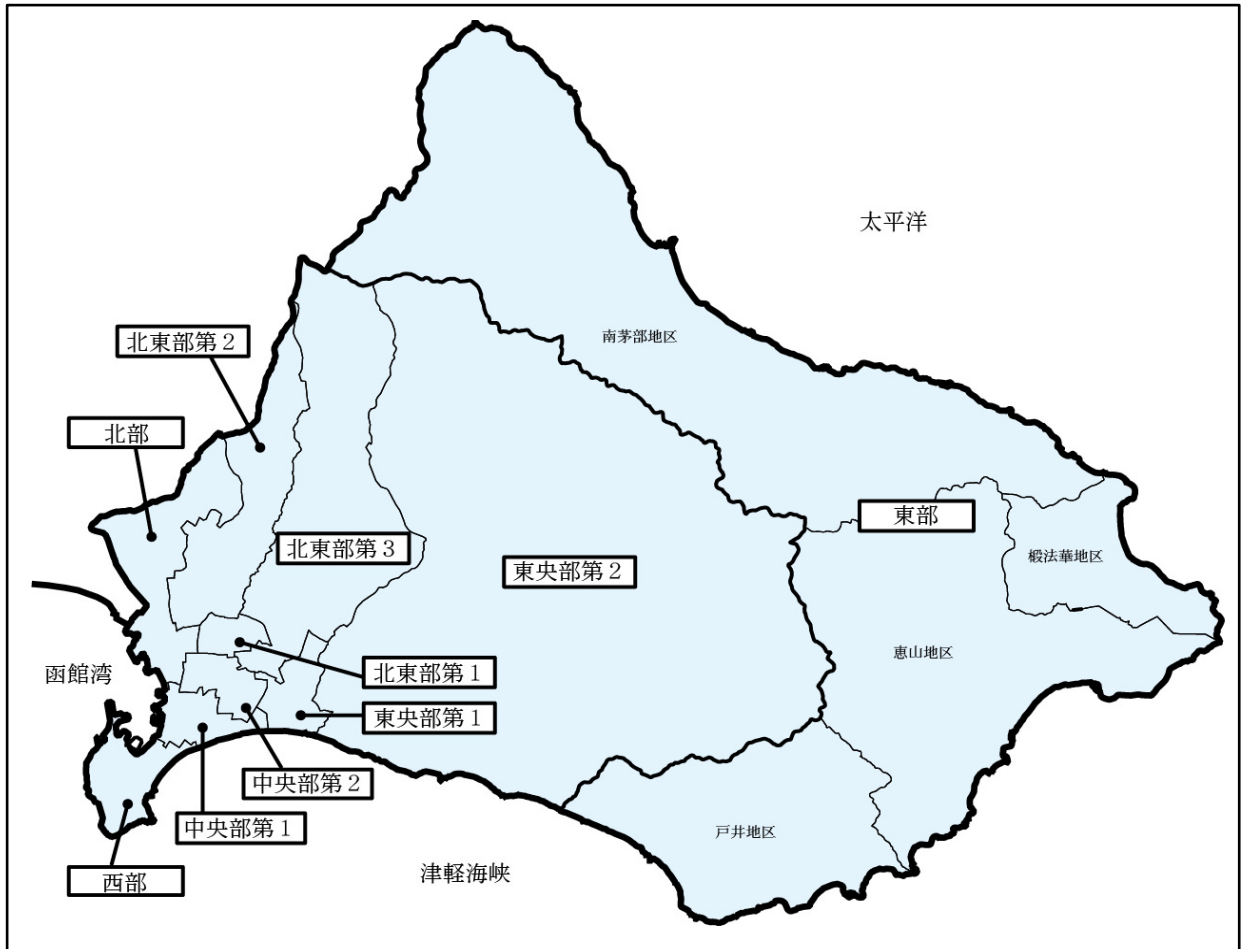 太平洋
南茅部地区
北東部第２
北部
東部
北東部第３
椴法華地区
東央部第２
恵山地区
函館湾
北東部第１
東央部第１
中央部第２
中央部第１
戸井地区
津軽海峡
西部